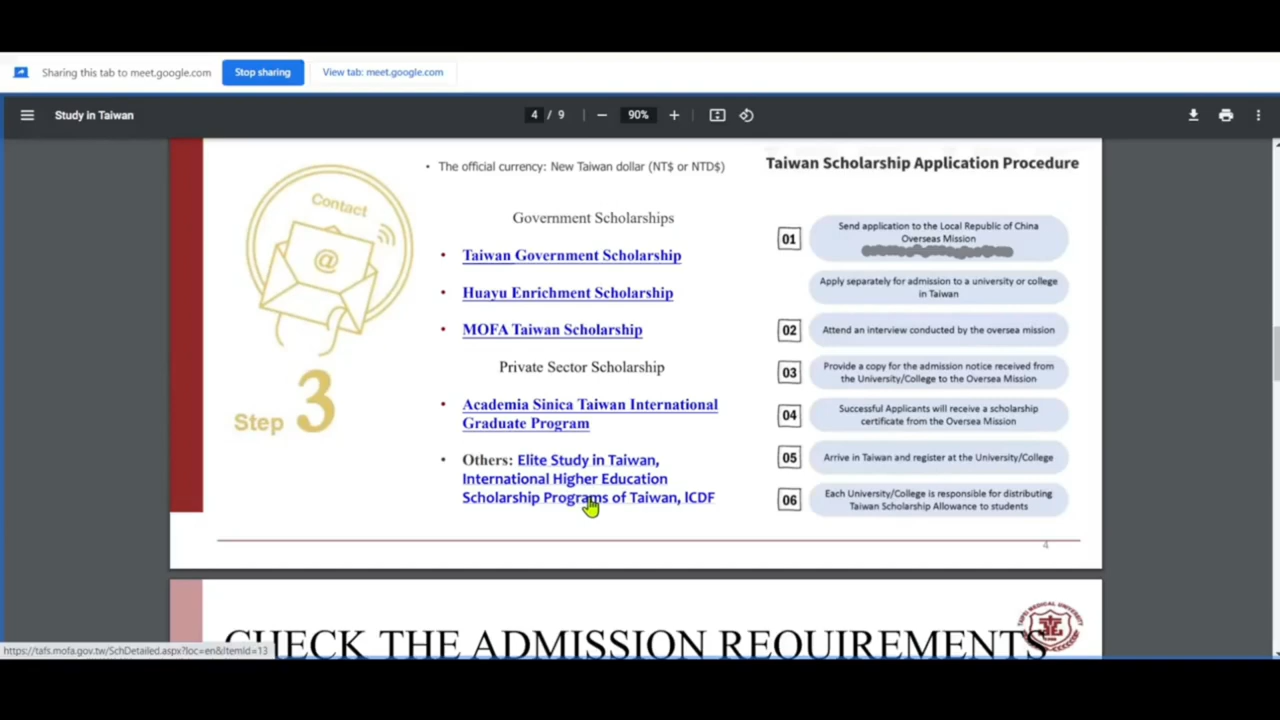 Sharing this tab to meet.google.com
Stop sharing
View tab: meet.google.com
Study in Taiwan
4 / 9
90%
Contact
@
Step 3
• The official currency: New Taiwan dollar (NT$ or NTD$)
Government Scholarships
• Taiwan Government Scholarship
• Huayu Enrichment Scholarship
• MOFA Taiwan Scholarship
Private Sector Scholarship
• Academia Sinica Taiwan International
Graduate Program
• Others: Elite Study in Taiwan,
International Higher Education
Scholarship Programs of Taiwan, ICDF
Taiwan Scholarship Application Procedure
01
Send application to the Local Republic of China
Overseas Mission
Apply separately for admission to a university or college
in Taiwan
02
Attend an interview conducted by the oversea mission
03
Provide a copy for the admission notice received from
the University/College to the Oversea Mission
04
Successful Applicants will receive a scholarship
certificate from the Oversea Mission
05
Arrive in Taiwan and register at the University/College
06
Each University/College is responsible for distributing
Taiwan Scholarship Allowance to students
4
CHECK THE ADMISSION REQUIREMENTS
https://tafs.mofa.gov.tw/SchDetailed.aspx?loc=en&ItemId=13